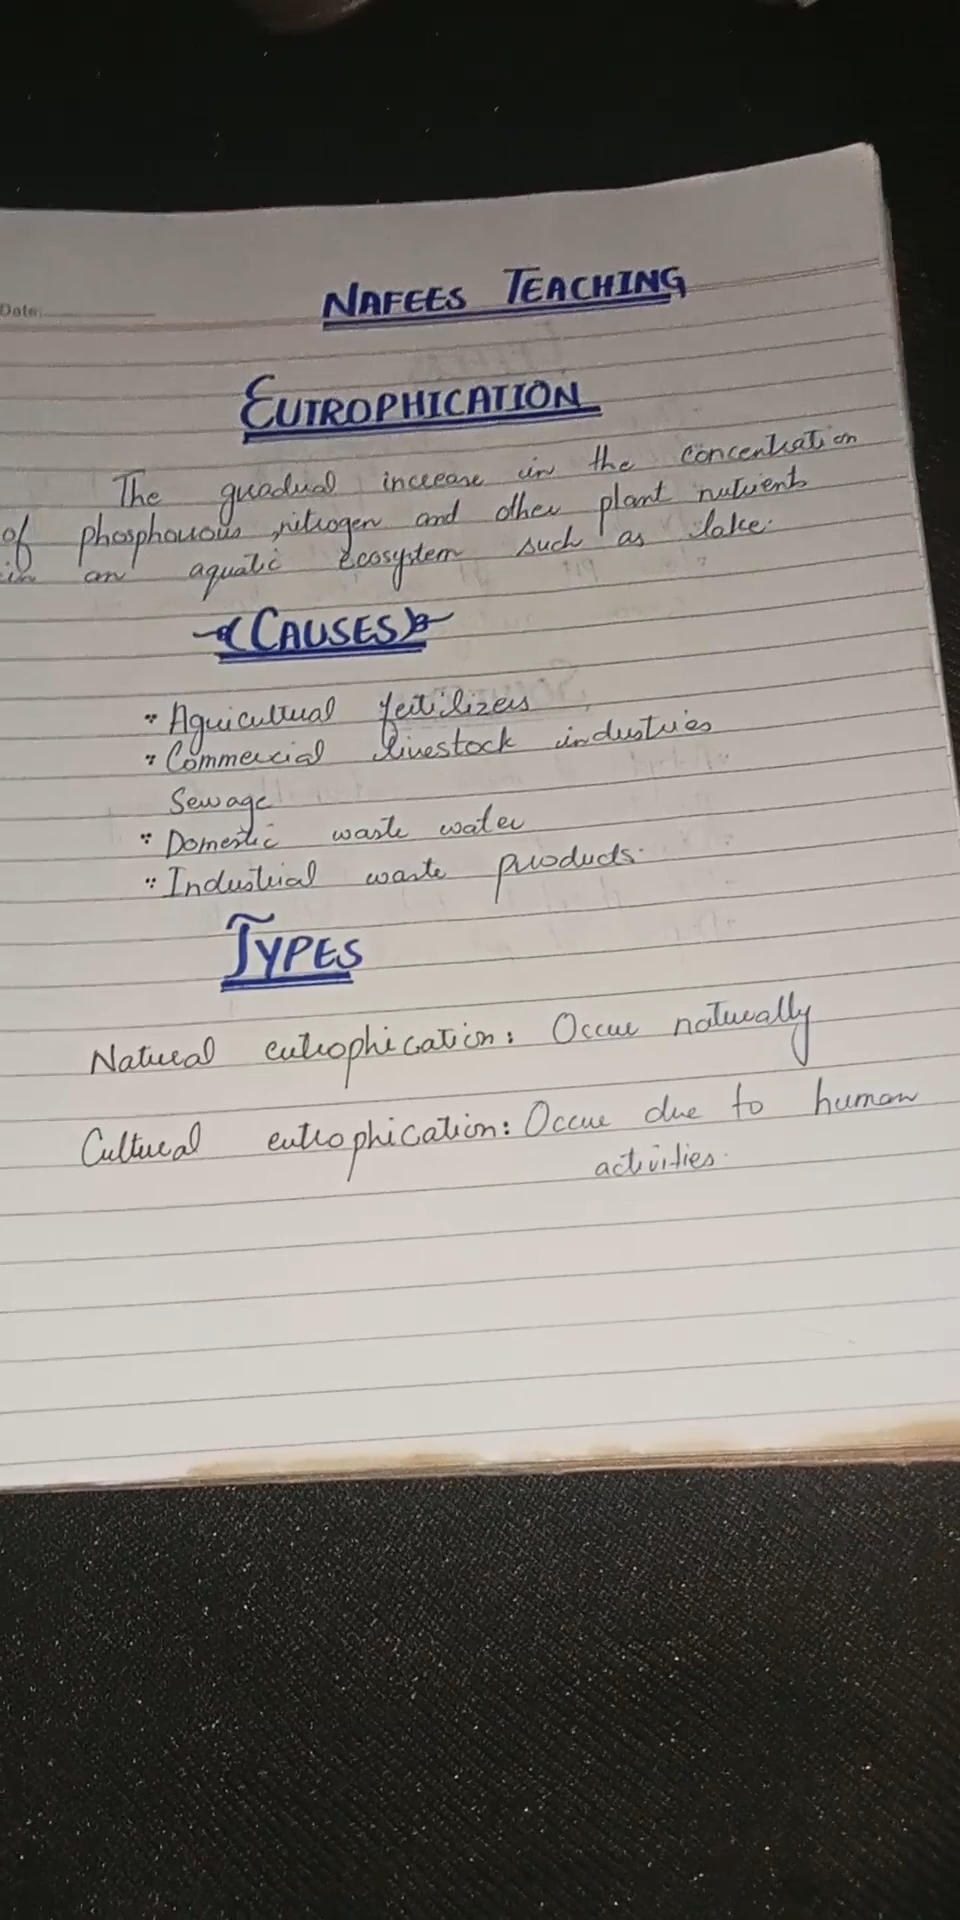 Date:
NAFEES TEACHING
EUTROPHICATION
The gradual increase in the concentration
of phosphorous, nitrogen and other plant nutrients
in an aquatic ecosystem such as lake.
CAUSES
Agricultural fertilizers
Commercial livestock industries
Sewage
Domestic waste water
Industrial waste products.
TYPES
Natural eutrophication: Occur naturally
Cultural eutrophication: Occur due to human
activities.